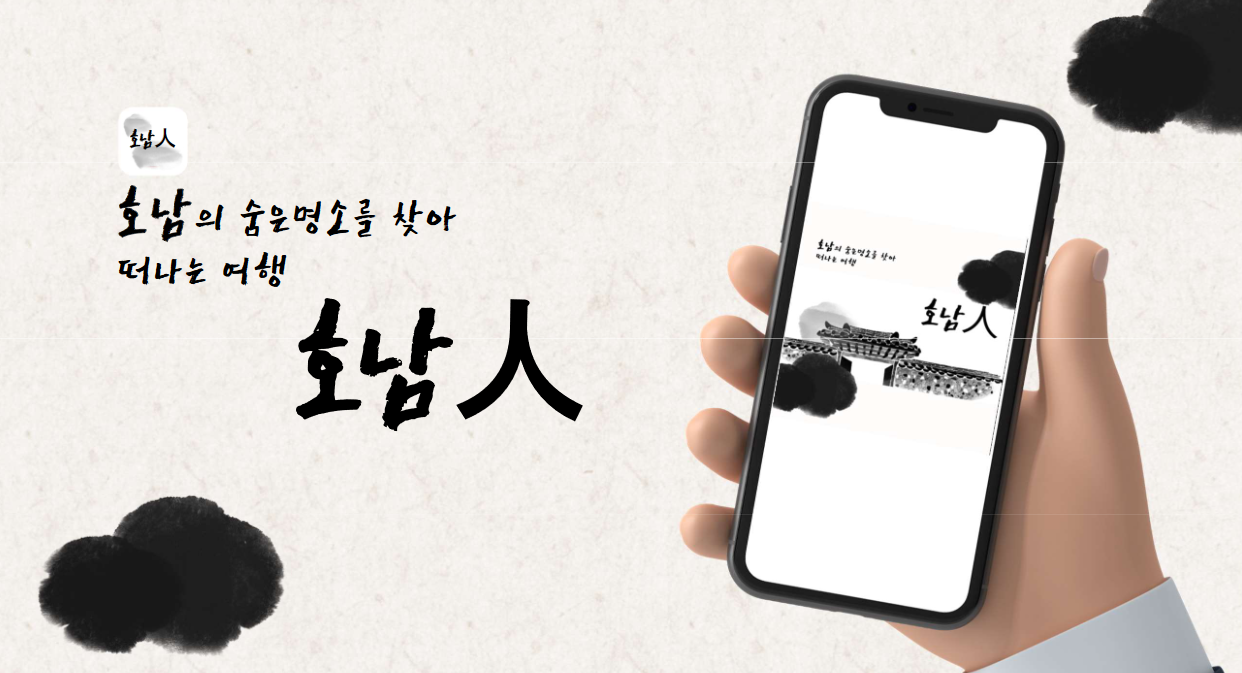 호남人
호남의 숨은명소를 찾아
떠나는 여행
호남人
호남의 숨은명소를 찾아
떠나는 여행
호남人